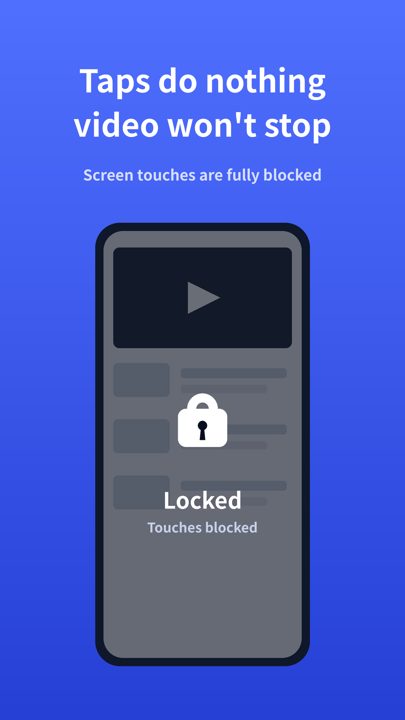 Taps do nothing
video won't stop
Screen touches are fully blocked
Locked
Touches blocked